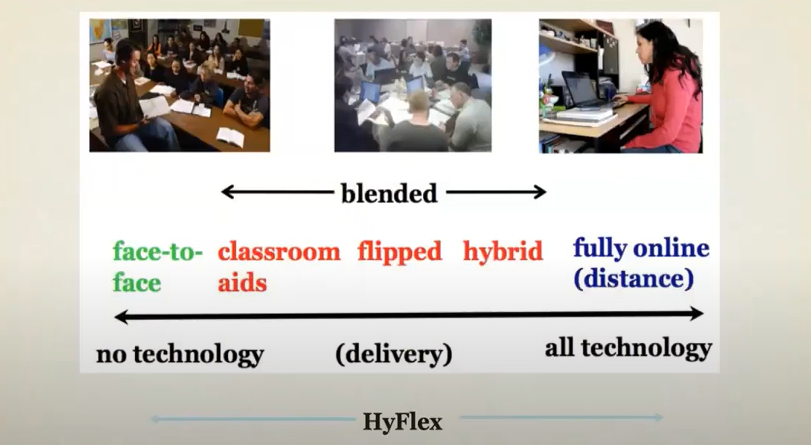 blended
face-to-face classroom aids flipped hybrid fully online (distance)
no technology (delivery) all technology
HyFlex